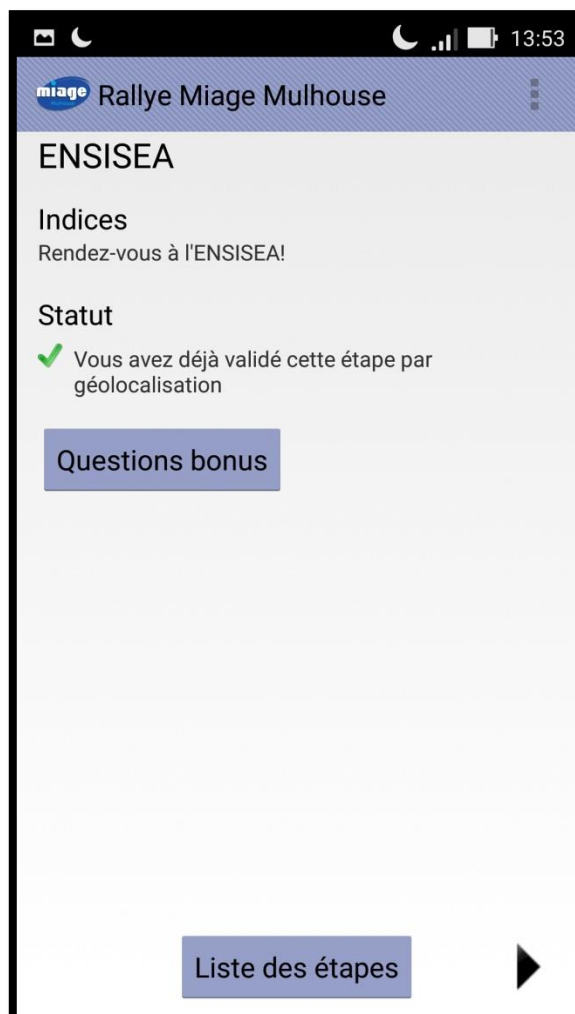 13:53
miage Rallye Miage Mulhouse
ENSISEA
Indices
Rendez-vous à l'ENSISEA!
Statut
Vous avez déjà validé cette étape par
géolocalisation
Questions bonus
Liste des étapes